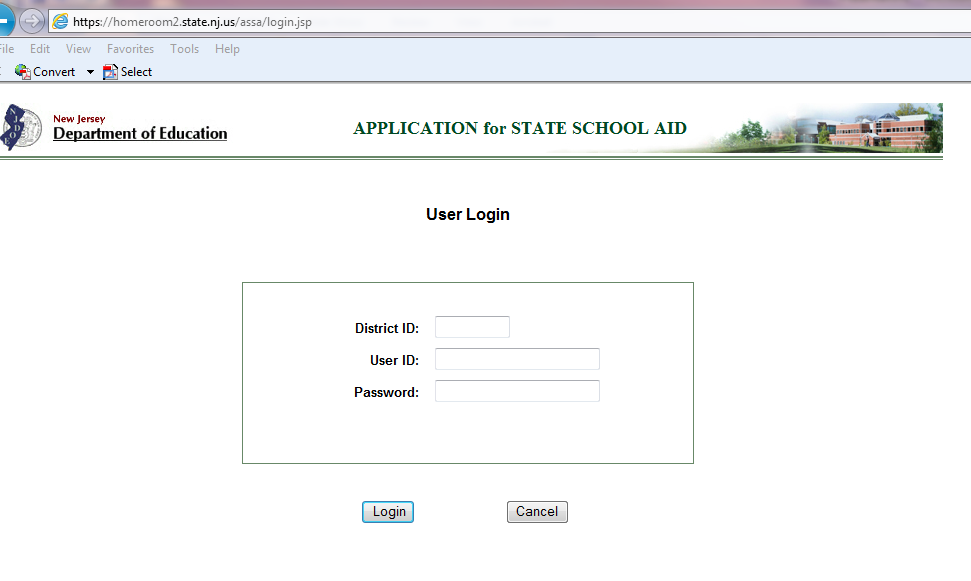 https://homeroom2.state.nj.us/assa/login.jsp
File Edit View Favorites Tools Help
Convert Select
New Jersey
Department of Education
APPLICATION for STATE SCHOOL AID
User Login
District ID:
User ID:
Password:
Login Cancel